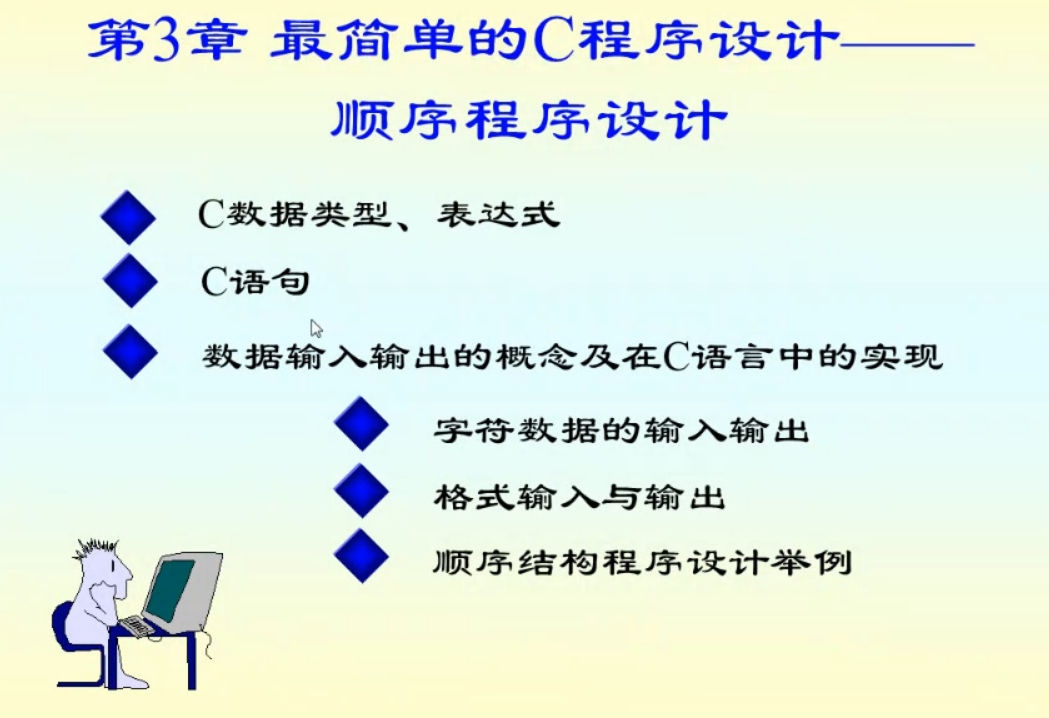 第3章 最简单的C程序设计——
顺序程序设计
C数据类型、表达式
C语句
数据输入输出的概念及在C语言中的实现
字符数据的输入输出
格式输入与输出
顺序结构程序设计举例